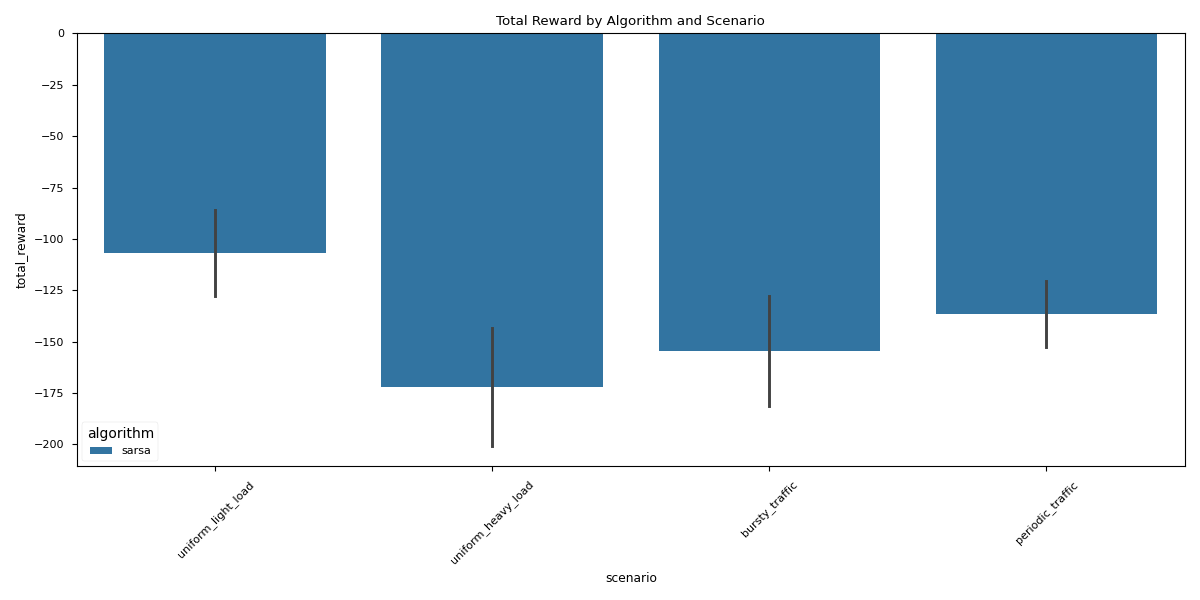 Total Reward by Algorithm and Scenario
total_reward
0
−25
−50
−75
−100
−125
−150
−175
−200
algorithm
sarsa
uniform_light_load
uniform_heavy_load
bursty_traffic
periodic_traffic
scenario